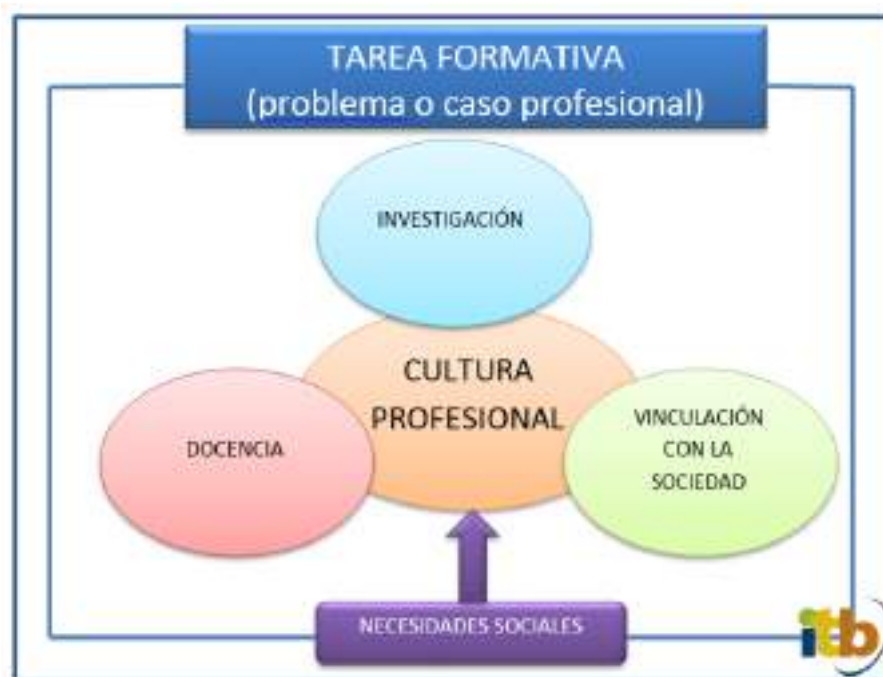 TAREA FORMATIVA
(problema o caso profesional)
INVESTIGACIÓN
CULTURA
PROFESIONAL
DOCENCIA
VINCULACIÓN
CON LA
SOCIEDAD
NECESIDADES SOCIALES
itb